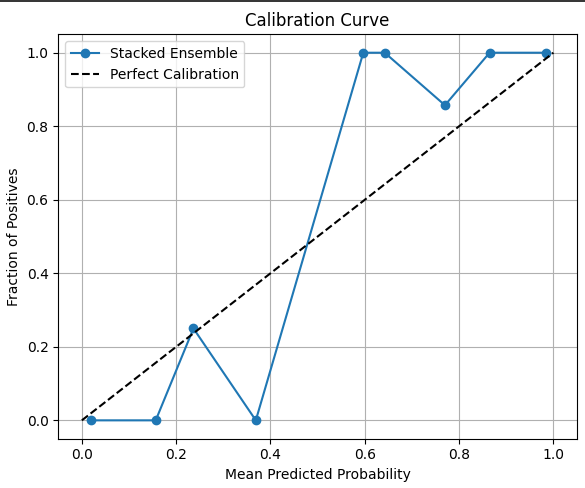 Calibration Curve
Stacked Ensemble
Perfect Calibration
1.0
0.8
0.6
0.4
0.2
0.0
Fraction of Positives
0.0 0.2 0.4 0.6 0.8 1.0
Mean Predicted Probability